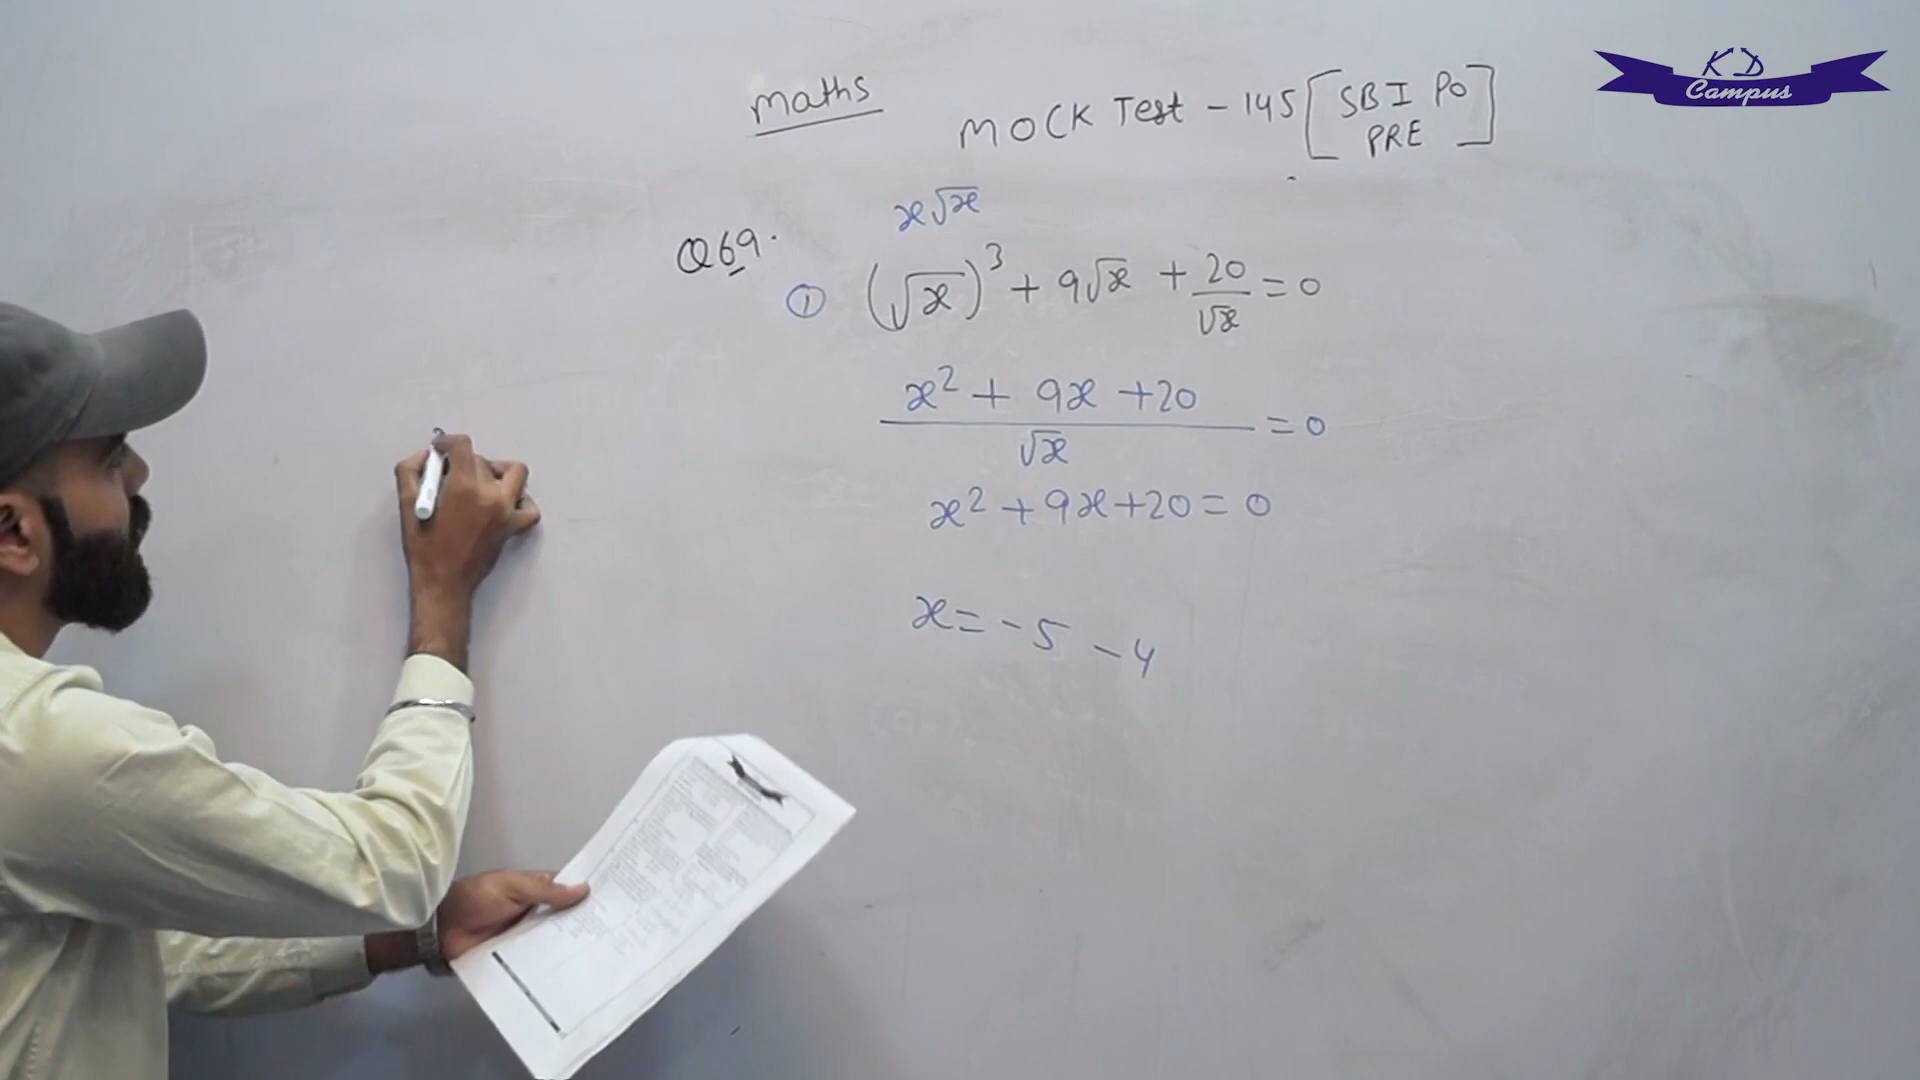 KD
Campus
Maths
MOCK Test - 145 [SBI PO
PRE]
x√x
Q69.
① (√x)³ + 9√x + 20/√x = 0
x² + 9x + 20
/√x = 0
x² + 9x + 20 = 0
x = -5 -4